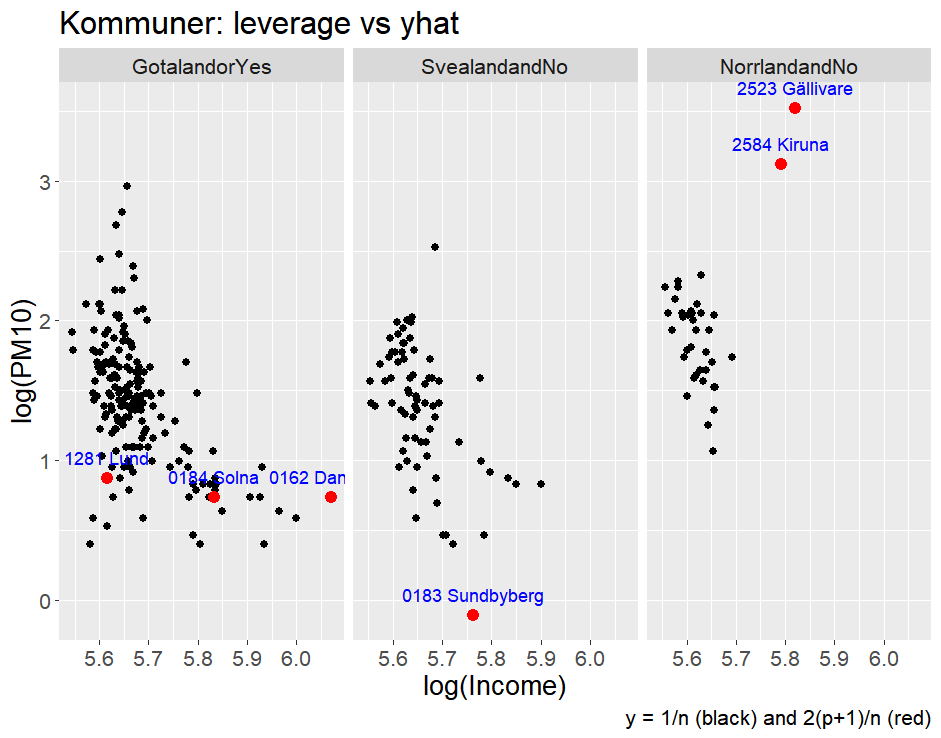 Kommuner: leverage vs yhat
GotalandorYes
SvealandandNo
NorrlandandNo
2523 Gällivare
2584 Kiruna
1281 Lund
0184 Solna
0162 Dan
0183 Sundbyberg
log(PM10)
3
2
1
0
5.6 5.7 5.8 5.9 6.0
5.6 5.7 5.8 5.9 6.0
5.6 5.7 5.8 5.9 6.0
log(Income)
y = 1/n (black) and 2(p+1)/n (red)